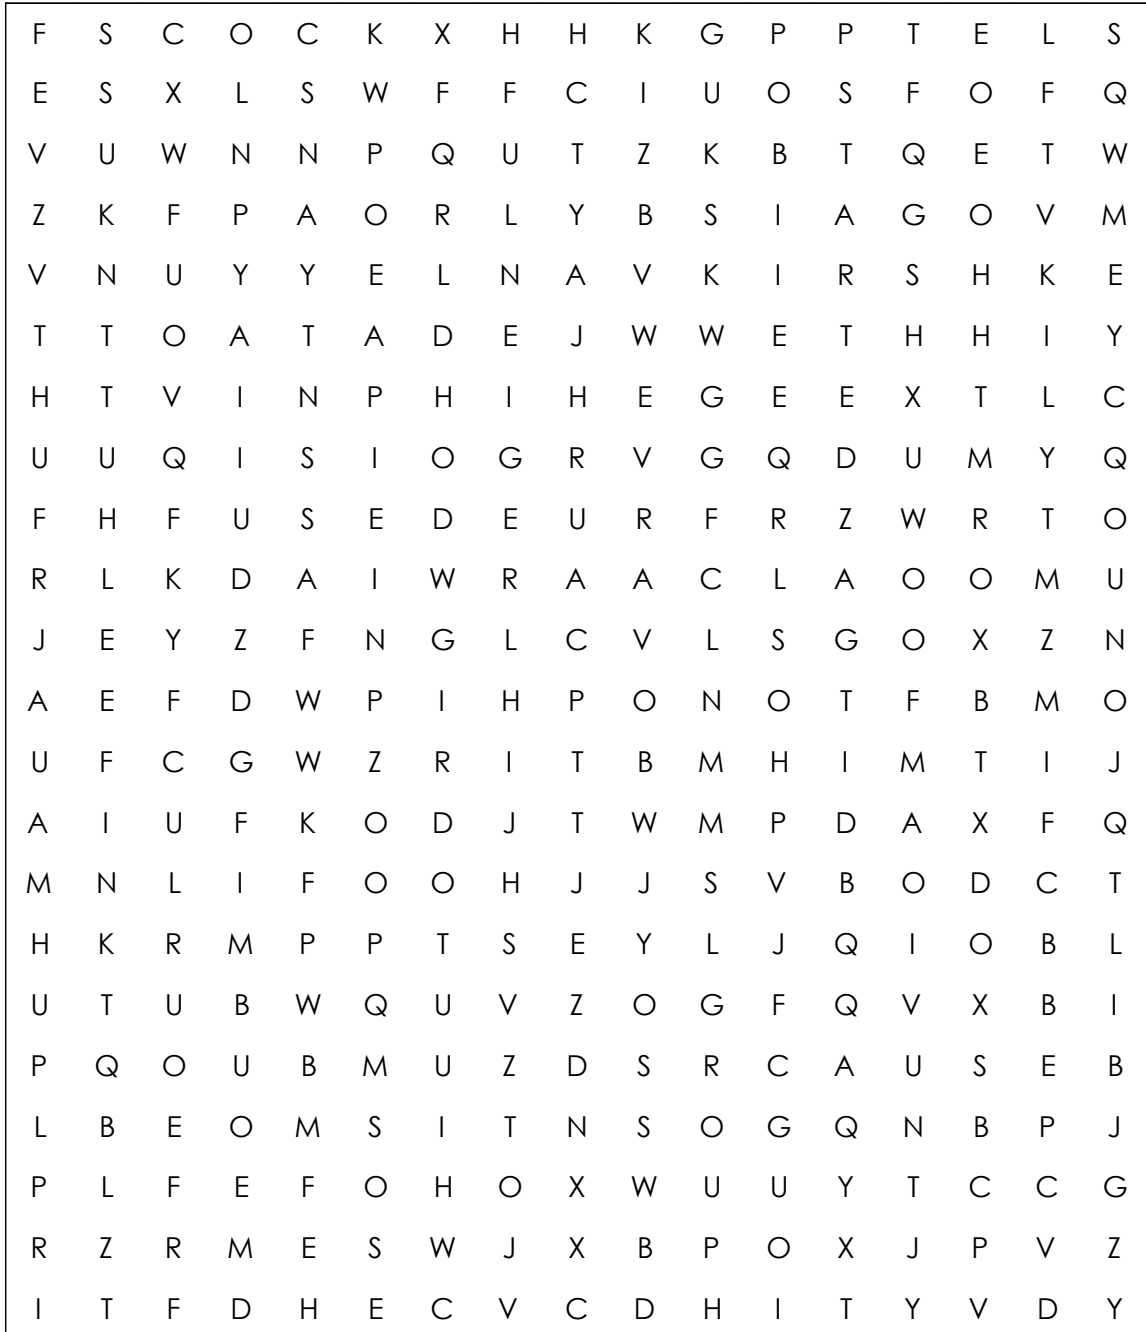 F S C O C K X H H K G P P T E L S
E S X L S W F F C I U O S F O F Q
V U W N N P Q U T Z K B T Q E T W
Z K F P A O R L Y B S I A G O V M
V N U Y Y E L N A V K I R S H K E
T T O A T A D E J W W E T H H I Y
H T V I N P H I H E G E E X T L C
U U Q I S I O G R V G Q D U M Y Q
F H F U S E D E U R F R Z W R T O
R L K D A I W R A A C L A O O M U
J E Y Z F N G L C V L S G O X Z N
A E F D W P I H P O N O T F B M O
U F C G W Z R I T B M H I M T I J
A I U F K O D J T W M P D A X F Q
M N L I F O O H J J S V B O D C T
H K R M P P T S E Y L J Q I O B L
U T U B W Q U V Z O G F Q V X B I
P Q O U B M U Z D S R C A U S E B
L B E O M S I T N S O G Q N B P J
P L F E F O H O X W U U Y T C C G
R Z R M E S W J X B P O X J P V Z
I T F D H E C V C D H I T Y V D Y